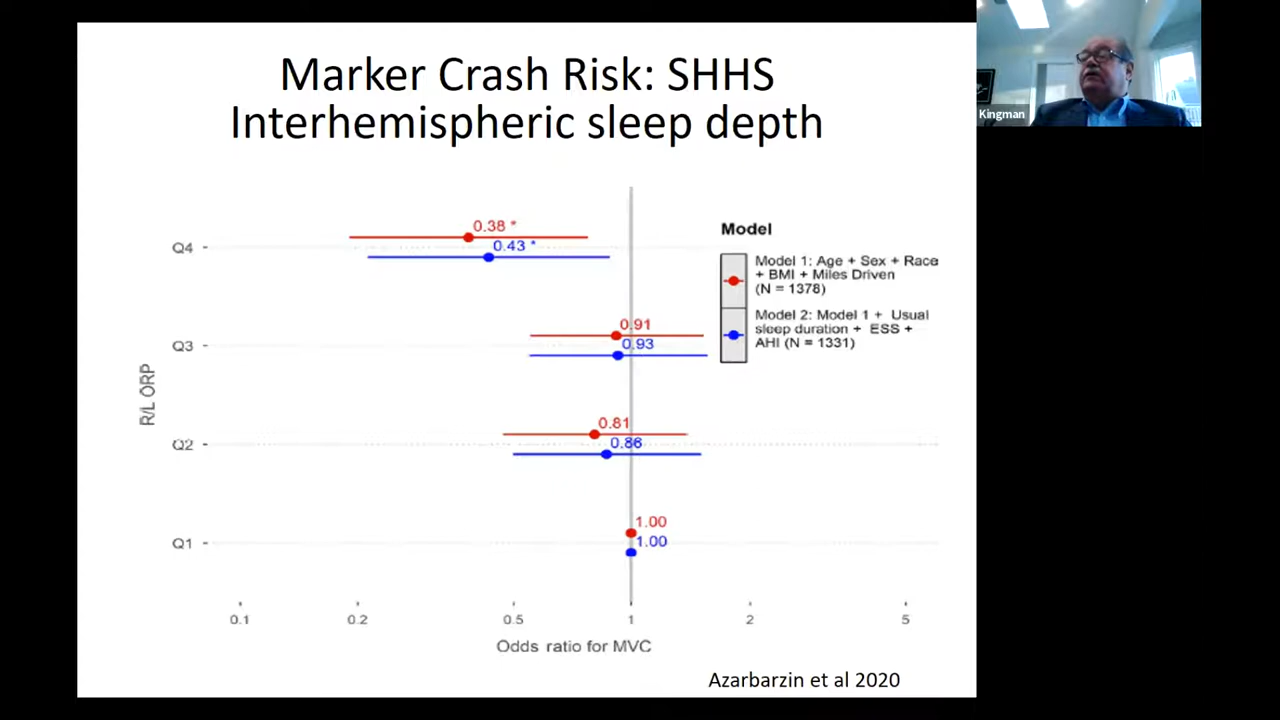 Marker Crash Risk: SHHS
Interhemispheric sleep depth
Kingman
Q4
0.38 *
0.43 *
Q3
0.91
0.93
Q2
0.81
0.86
Q1
1.00
1.00
R/L ORP
Model
Model 1: Age + Sex + Race
+ BMI + Miles Driven
(N = 1378)
Model 2: Model 1 + Usual
sleep duration + ESS +
AHI (N = 1331)
0.1 0.2 0.5 1 2 5
Odds ratio for MVC
Azarbarzin et al 2020